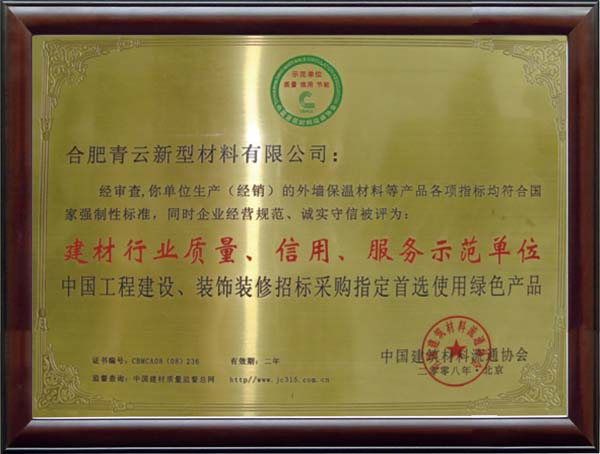 示范单位
质量 信用 节能
合肥青云新型材料有限公司：
经审查,你单位生产（经销）的外墙保温材料等产品各项指标均符合国
家强制性标准，同时企业经营规范、诚实守信被评为：
建材行业质量、信用、服务示范单位
中国工程建设、装饰装修招标采购指定首选使用绿色产品
中国建筑材料流通协会
二零零八年·北京
证书编号：CBMCA08 (08) 236 有效期：二年
监督查询：中国建材质量监督总网 http//www.jc315.com.cn